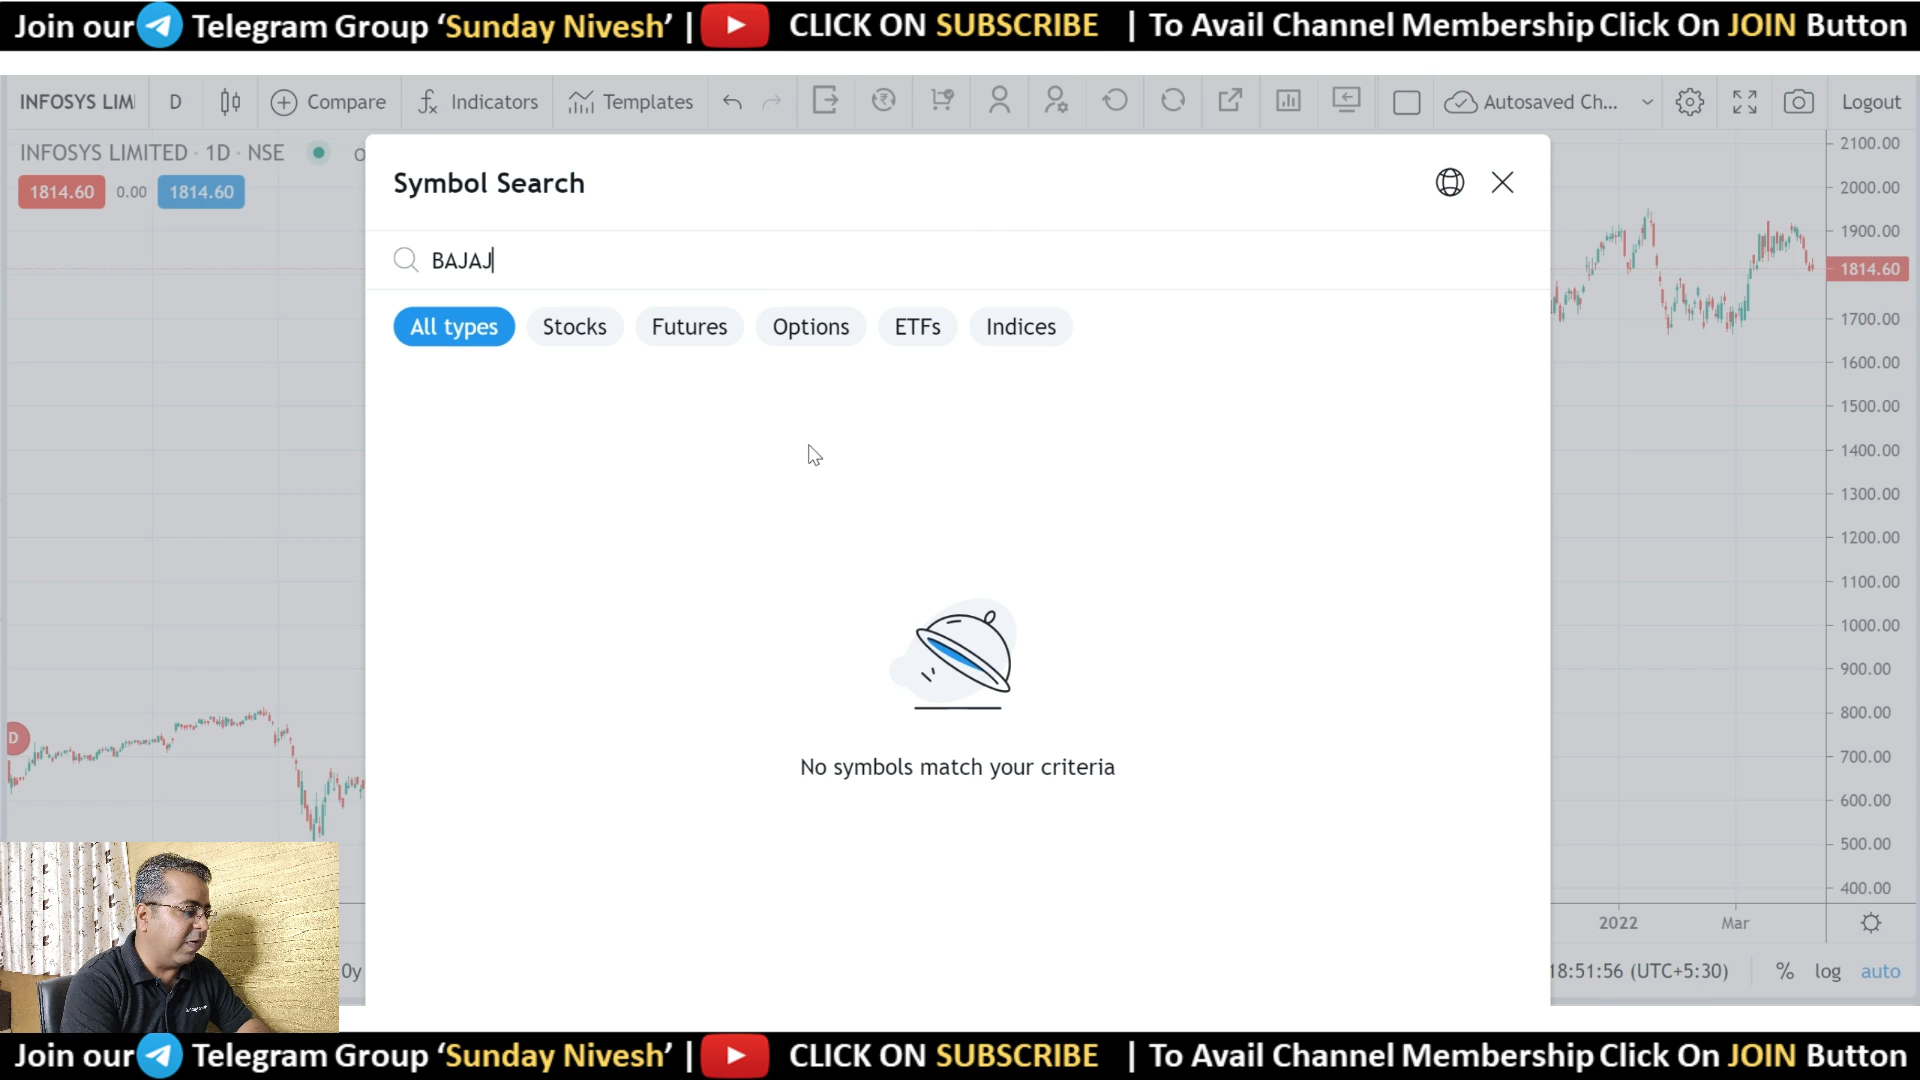 Join our Telegram Group ‘Sunday Nivesh’ | CLICK ON SUBSCRIBE | To Avail Channel Membership Click On JOIN Button
INFOSYS LIM D Compare Indicators Templates Autosaved Ch... Logout
INFOSYS LIMITED · 1D · NSE O
1814.60 0.00 1814.60
Symbol Search
BAJAJ
All types Stocks Futures Options ETFs Indices
No symbols match your criteria
2100.00
2000.00
1900.00
1814.60
1700.00
1600.00
1500.00
1400.00
1300.00
1200.00
1100.00
1000.00
900.00
800.00
700.00
600.00
500.00
400.00
D
2022 Mar
0y 18:51:56 (UTC+5:30) % log auto
Join our Telegram Group ‘Sunday Nivesh’ | CLICK ON SUBSCRIBE | To Avail Channel Membership Click On JOIN Button